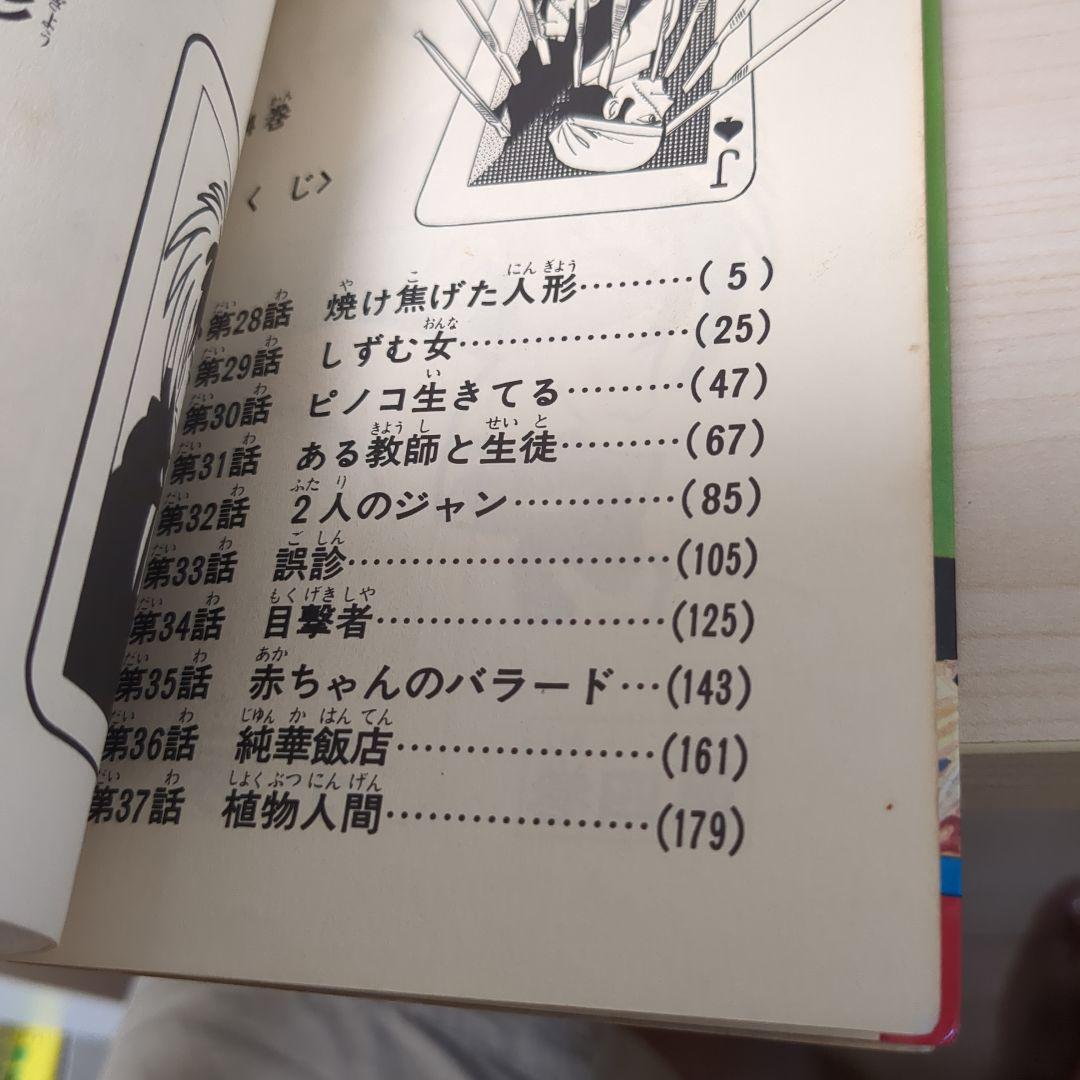 巻
くじ〉
J
第28話 焼け焦げた人形………(5)
第29話 しずむ女………………(25)
第30話 ピノコ生きてる………(47)
第31話 ある教師と生徒………(67)
第32話 2人のジャン…………(85)
第33話 誤診……………………(105)
第34話 目撃者…………………(125)
第35話 赤ちゃんのバラード…(143)
第36話 純華飯店………………(161)
第37話 植物人間………………(179)